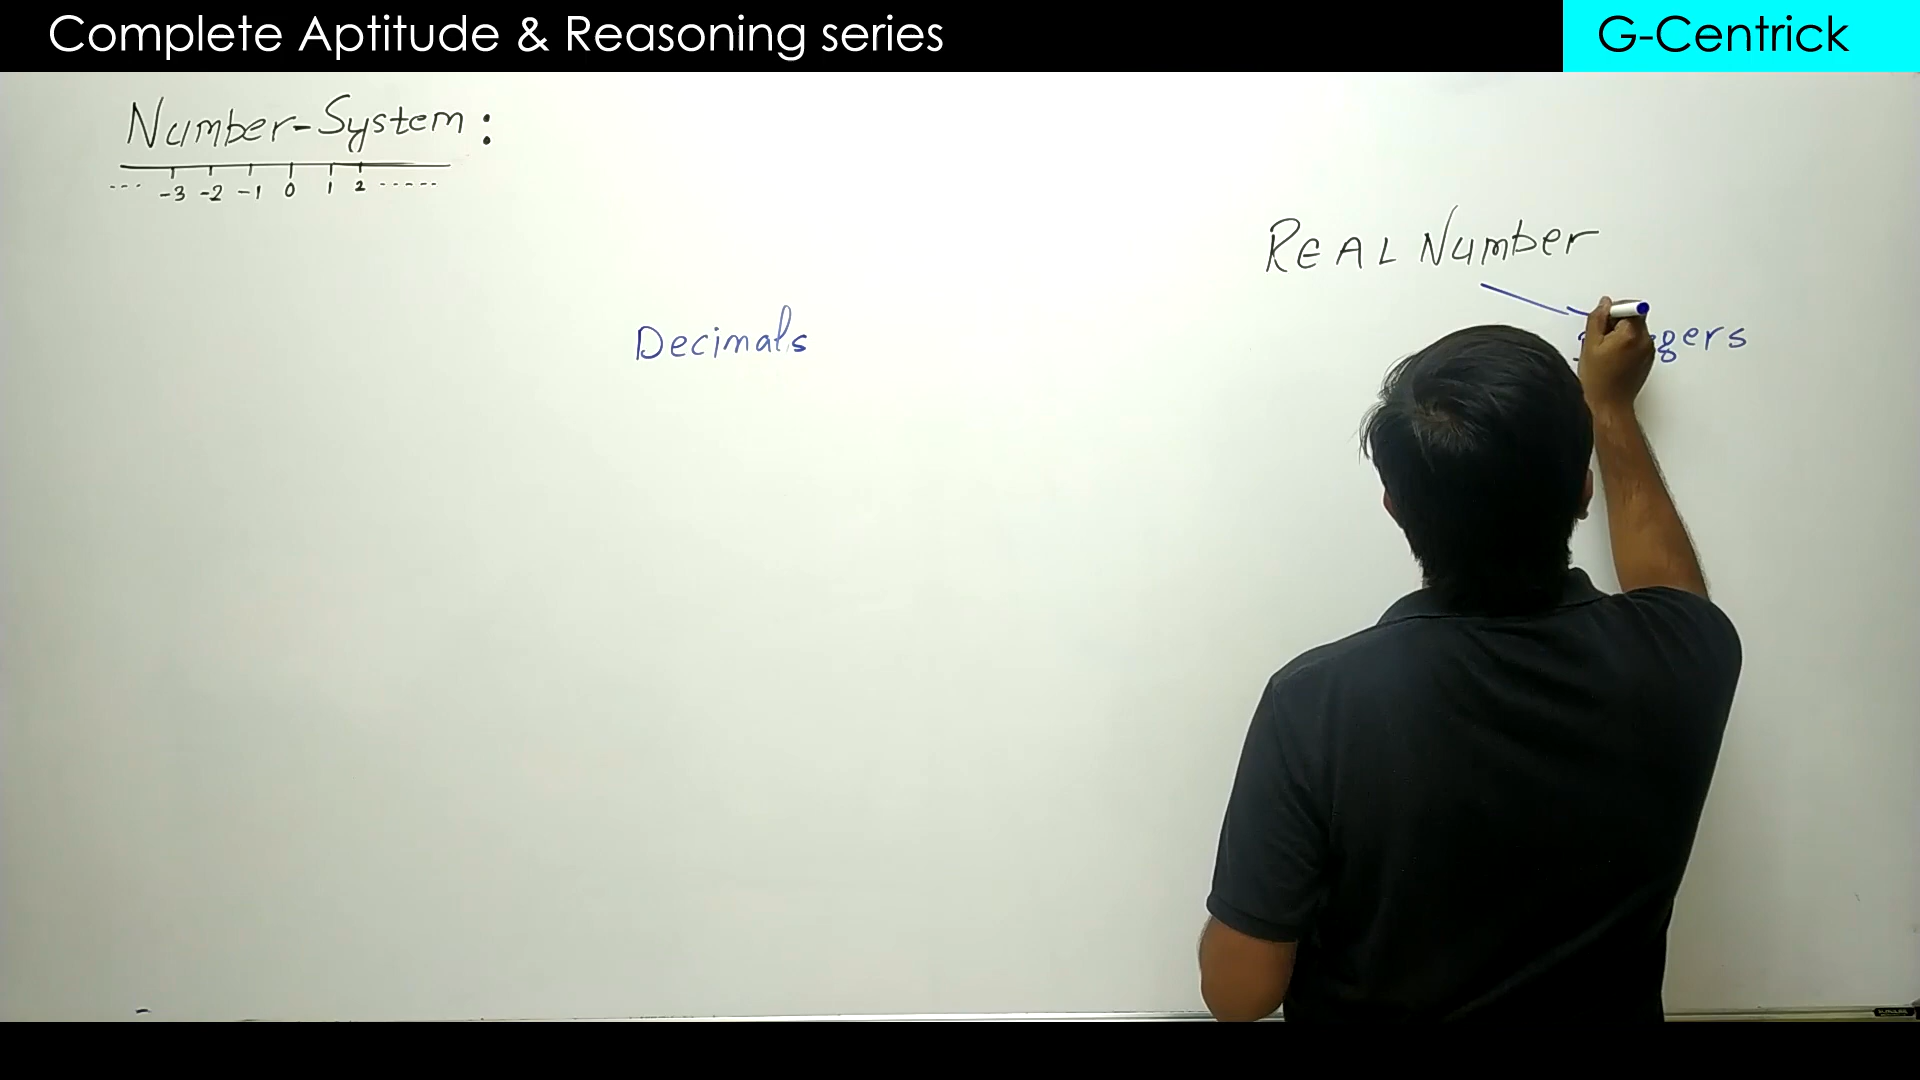 Complete Aptitude & Reasoning series
G-Centrick
Number-System :
--- -3 -2 -1 0 1 2 -----
REAL Number
Decimals